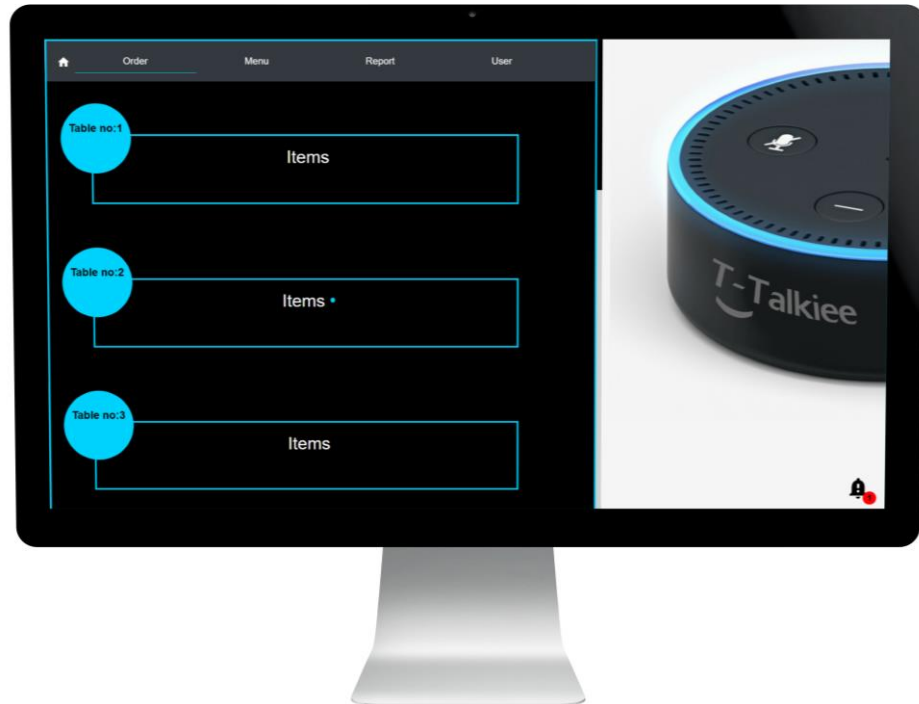 Order Menu Report User
Table no:1
Items
Table no:2
Items
Table no:3
Items
T-Talkiee